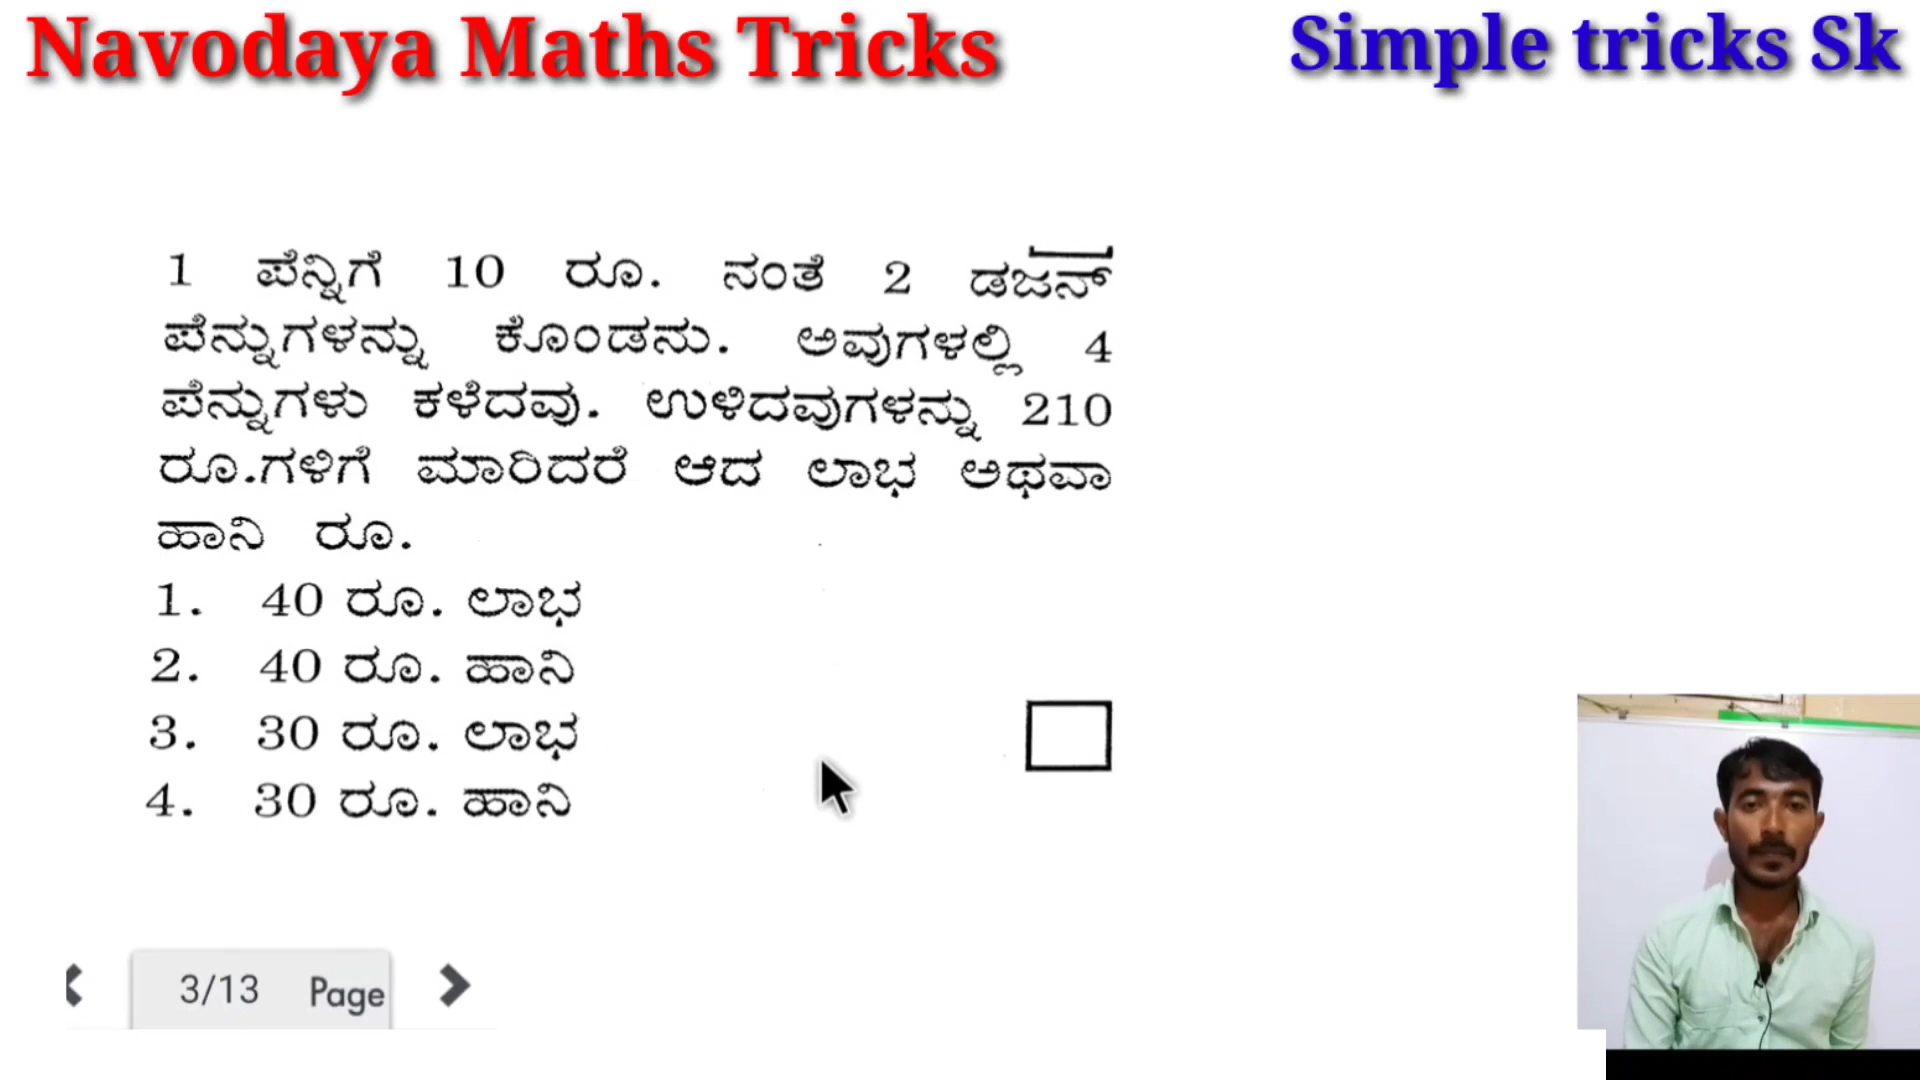 Navodaya Maths Tricks
Simple tricks Sk
1 ಪೆನ್ನಿಗೆ 10 ರೂ. ನಂತೆ 2 ಡಜನ್
ಪೆನ್ನುಗಳನ್ನು ಕೊಂಡನು. ಅವುಗಳಲ್ಲಿ 4
ಪೆನ್ನುಗಳು ಕಳೆದವು. ಉಳಿದವುಗಳನ್ನು 210
ರೂ.ಗಳಿಗೆ ಮಾರಿದರೆ ಆದ ಲಾಭ ಅಥವಾ
ಹಾನಿ ರೂ.
1. 40 ರೂ. ಲಾಭ
2. 40 ರೂ. ಹಾನಿ
3. 30 ರೂ. ಲಾಭ
4. 30 ರೂ. ಹಾನಿ
3/13 Page